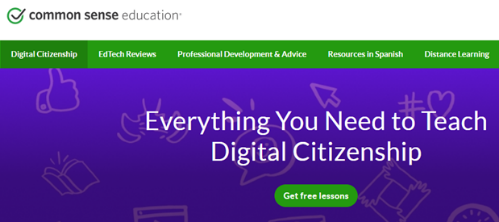 common sense education®
Digital Citizenship EdTech Reviews Professional Development & Advice Resources in Spanish Distance Learning
Everything You Need to Teach
Digital Citizenship
Get free lessons